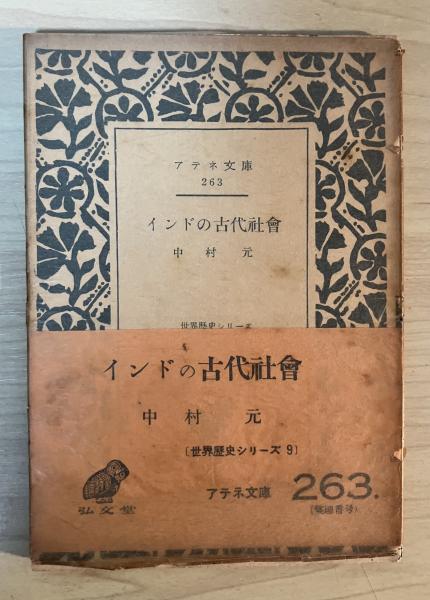 アテネ文庫
263
インドの古代社會
中村元
世界歴史シリーズ
インドの古代社會
中村元
〔世界歴史シリーズ9〕
弘文堂
アテネ文庫 263.